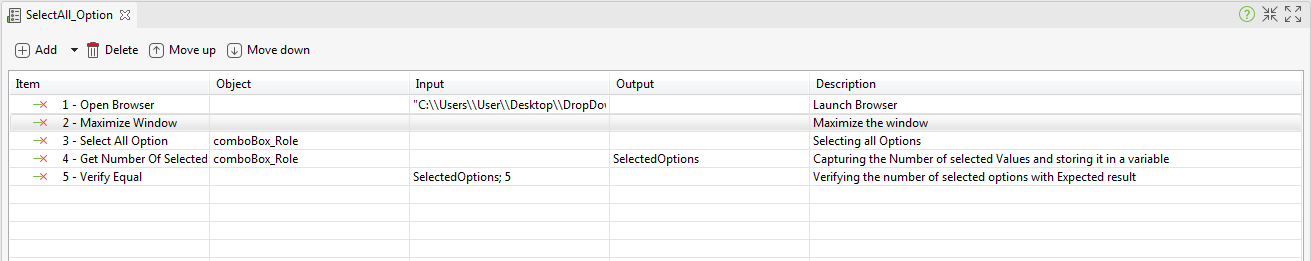 SelectAll_Option
Add Delete Move up Move down
Item Object Input Output Description
1 - Open Browser "C:\\Users\\User\\Desktop\\DropDov Launch Browser
2 - Maximize Window Maximize the window
3 - Select All Option comboBox_Role Selecting all Options
4 - Get Number Of Selected comboBox_Role SelectedOptions Capturing the Number of selected Values and storing it in a variable
5 - Verify Equal SelectedOptions; 5 Verifying the number of selected options with Expected result